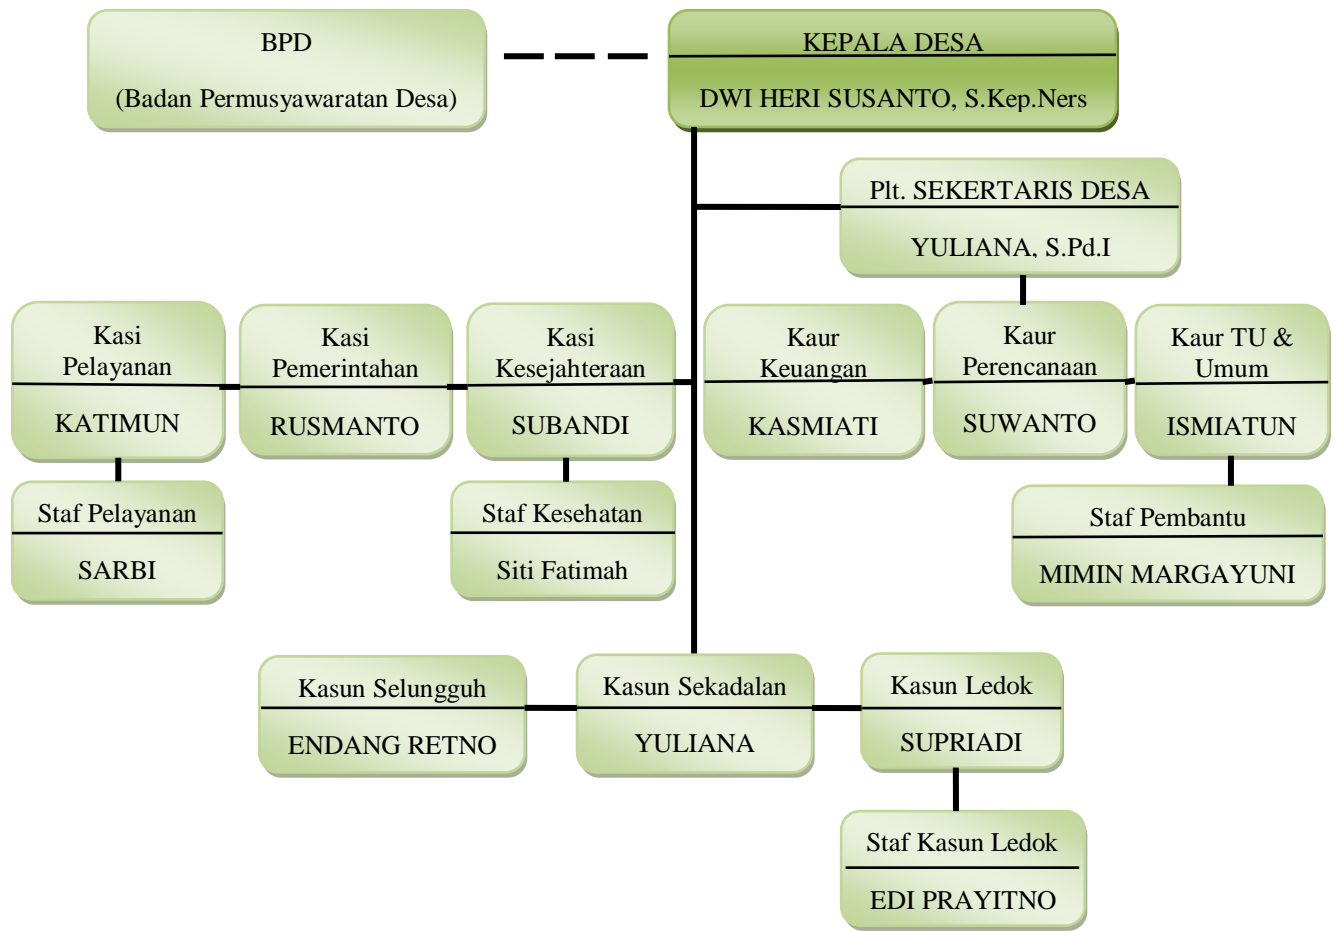 BPD
(Badan Permusyawaratan Desa)
KEPALA DESA
DWI HERI SUSANTO, S.Kep.Ners
Plt. SEKERTARIS DESA
YULIANA, S.Pd.I
Kasi
Pelayanan
KATIMUN
Kasi
Pemerintahan
RUSMANTO
Kasi
Kesejahteraan
SUBANDI
Kaur
Keuangan
KASMIATI
Kaur
Perencanaan
SUWANTO
Kaur TU &
Umum
ISMIATUN
Staf Pelayanan
SARBI
Staf Kesehatan
Siti Fatimah
Staf Pembantu
MIMIN MARGAYUNI
Kasun Selungguh
ENDANG RETNO
Kasun Sekadalan
YULIANA
Kasun Ledok
SUPRIADI
Staf Kasun Ledok
EDI PRAYITNO